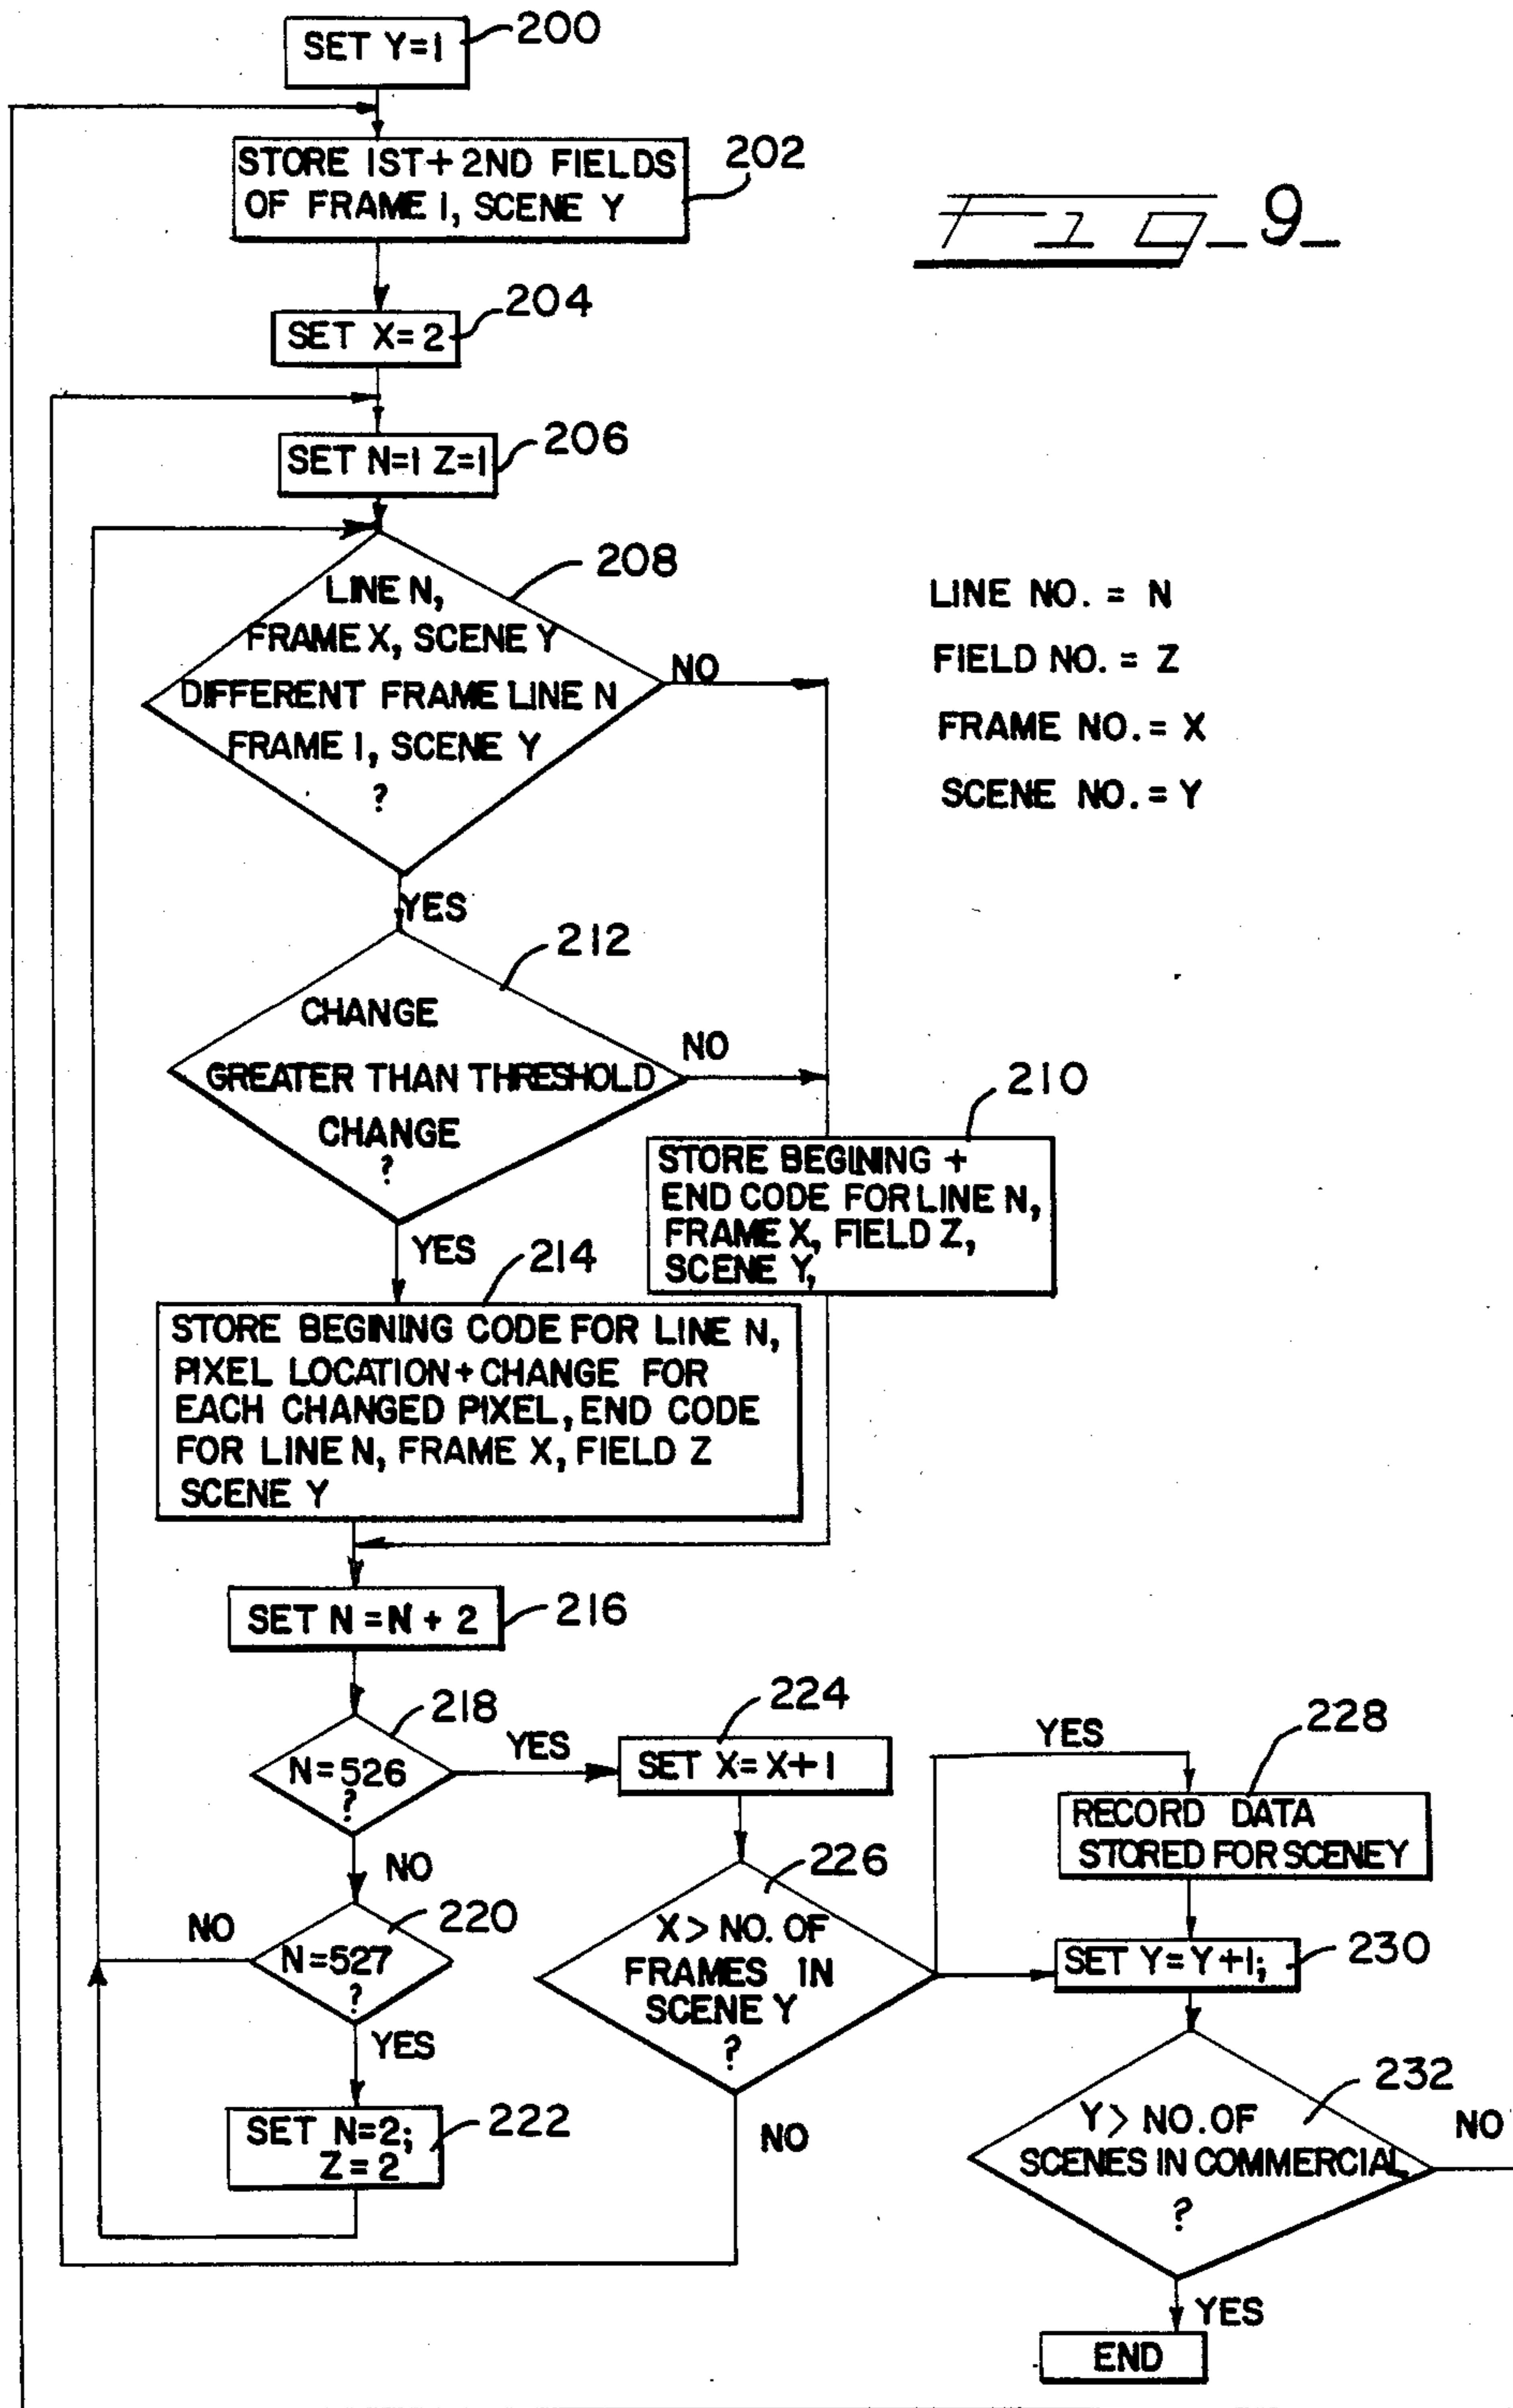 SET Y=1
200
STORE 1ST+2ND FIELDS
OF FRAME 1, SCENE Y
202
Fig_9_
SET X=2
204
SET N=1 Z=1
206
LINE N,
FRAME X, SCENE Y
DIFFERENT FRAME LINE N
FRAME 1, SCENE Y
?
208
NO
YES
LINE NO. = N
FIELD NO. = Z
FRAME NO. = X
SCENE NO. = Y
CHANGE
GREATER THAN THRESHOLD
CHANGE
?
212
NO
YES
STORE BEGINING +
END CODE FOR LINE N,
FRAME X, FIELD Z,
SCENE Y,
210
STORE BEGINING CODE FOR LINE N,
PIXEL LOCATION+CHANGE FOR
EACH CHANGED PIXEL, END CODE
FOR LINE N, FRAME X, FIELD Z
SCENE Y
214
SET N=N+2
216
N=526
?
218
YES
NO
SET X=X+1
224
N=527
?
220
NO
YES
SET N=2;
Z=2
222
X> NO. OF
FRAMES IN
SCENE Y
?
226
YES
NO
RECORD DATA
STORED FOR SCENEY
228
SET Y=Y+1;
230
Y> NO. OF
SCENES IN COMMERCIAL
?
232
NO
YES
END